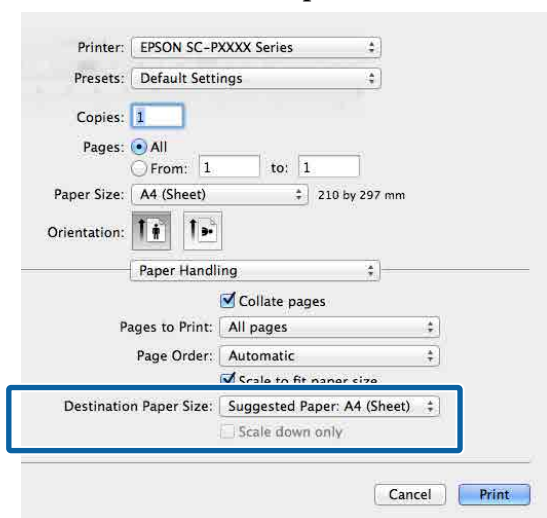 Printer: EPSON SC-PXXXX Series
Presets: Default Settings
Copies: 1
Pages: All
From: 1 to: 1
Paper Size: A4 (Sheet) 210 by 297 mm
Orientation:
Paper Handling
Collate pages
Pages to Print: All pages
Page Order: Automatic
Scale to fit paper size
Destination Paper Size: Suggested Paper: A4 (Sheet)
Scale down only
Cancel Print